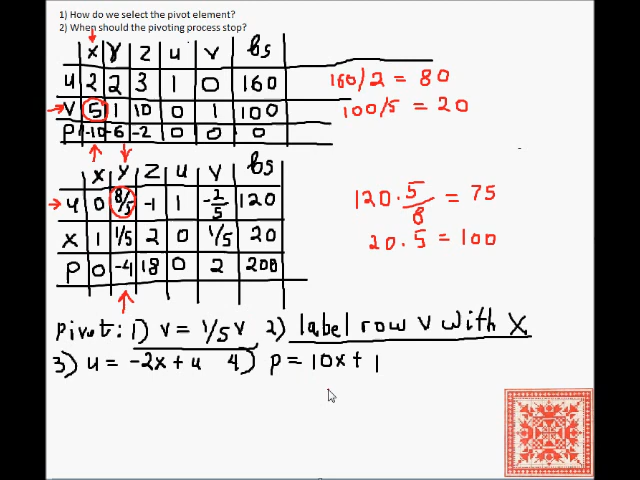 1) How do we select the pivot element?
2) When should the pivoting process stop?
x y z u v bs
u 2 2 3 1 0 160
v 5 1 10 0 1 100
P -10 -6 -2 0 0 0
160/2 = 80
100/5 = 20
x y z u v bs
u 0 8/5 -1 1 -2/5 120
x 1 1/5 2 0 1/5 20
P 0 -4 18 0 2 200
120 · 5/8 = 75
20 · 5 = 100
pivot: 1) v = 1/5 v 2) label row v with x
3) u = -2x + u 4) p = 10x + 1